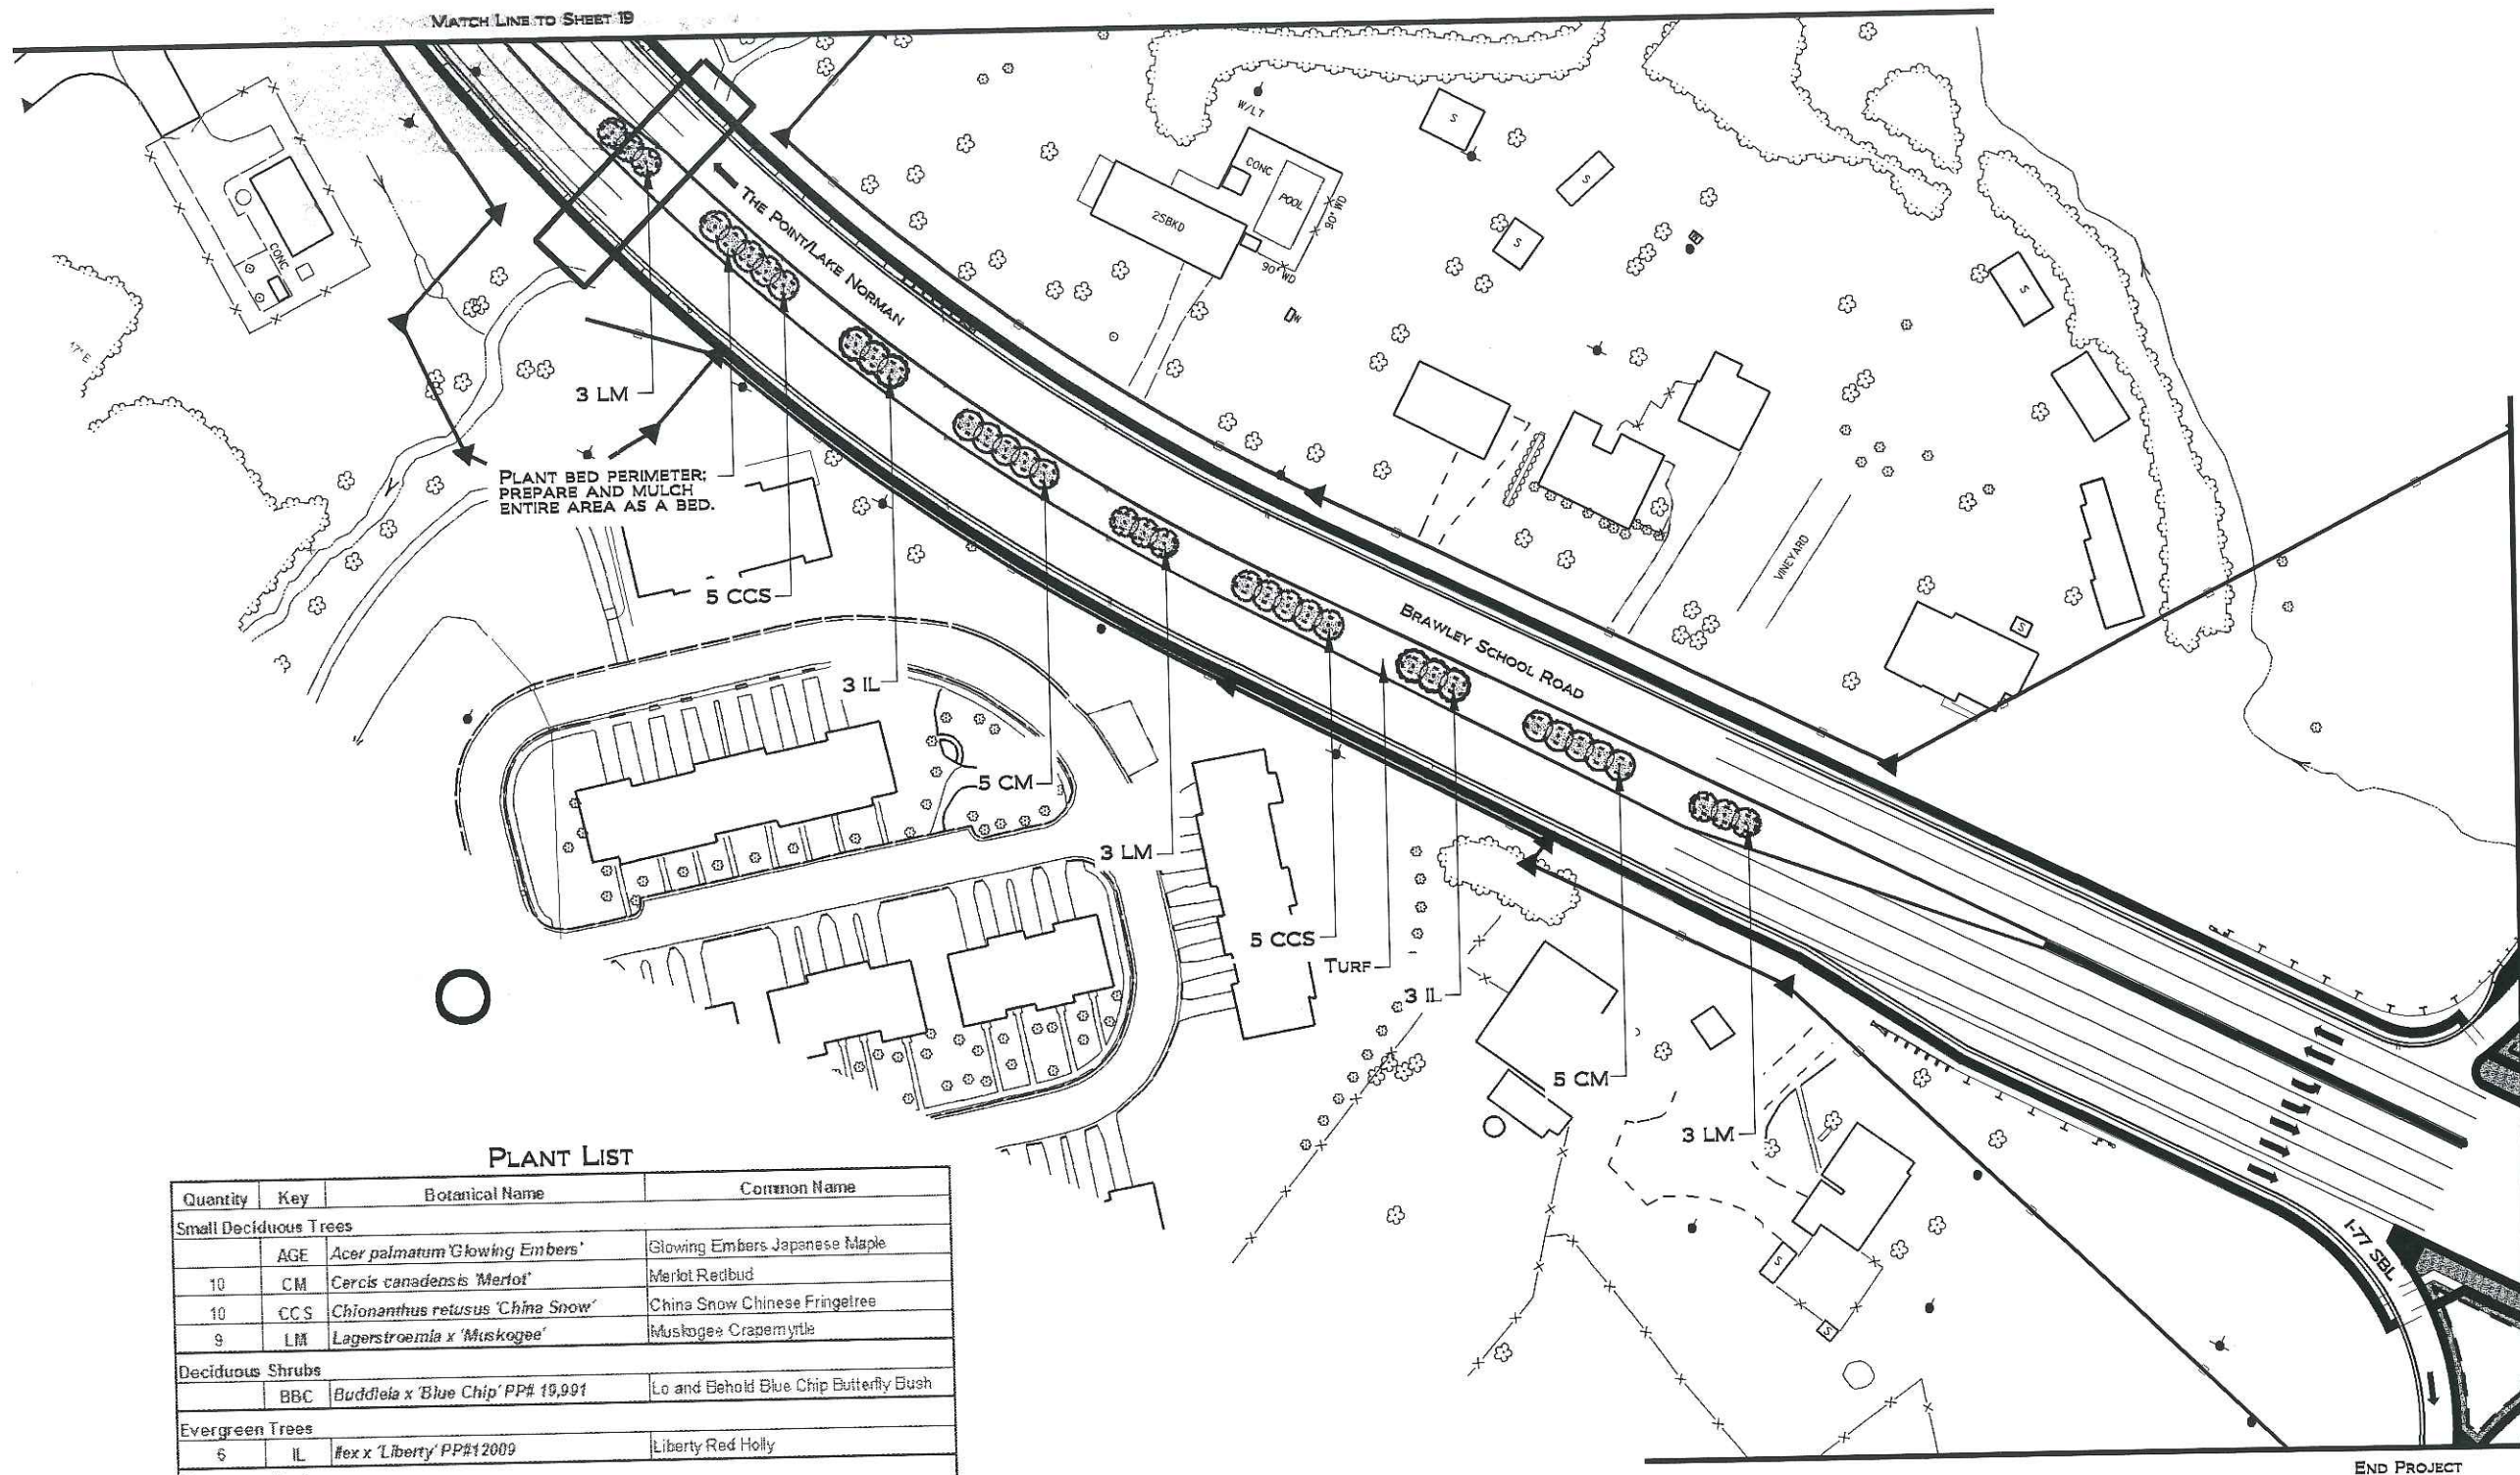 MATCH LINE TO SHEET 19
W/LT
S
CONC
POOL
S
2SBKD
90" WD
S
THE POINT/LAKE NORMAN
CONC
90" WD
S
W
17"E
3 LM
PLANT BED PERIMETER;
PREPARE AND MULCH
ENTIRE AREA AS A BED.
VINEYARD
5 CCS
BRAWLEY SCHOOL ROAD
S
3 IL
5 CM
3 LM
5 CCS
TURF
3 IL
5 CM
3 LM
I-77 SBL
S
S
PLANT LIST
Quantity Key Botanical Name Common Name
Small Deciduous Trees
AGE Acer palmatum 'Glowing Embers' Glowing Embers Japanese Maple
10 CM Cercis canadensis 'Merlot' Merlot Redbud
10 CCS Chionanthus retusus 'China Snow' China Snow Chinese Fringetree
9 LM Lagerstroemia x 'Muskogee' Muskogee Crapemyrtle
Deciduous Shrubs
BBC Buddleia x 'Blue Chip' PP# 19,991 Lo and Behold Blue Chip Butterfly Bush
Evergreen Trees
6 IL Ilex x 'Liberty' PP#12009 Liberty Red Holly
END PROJECT